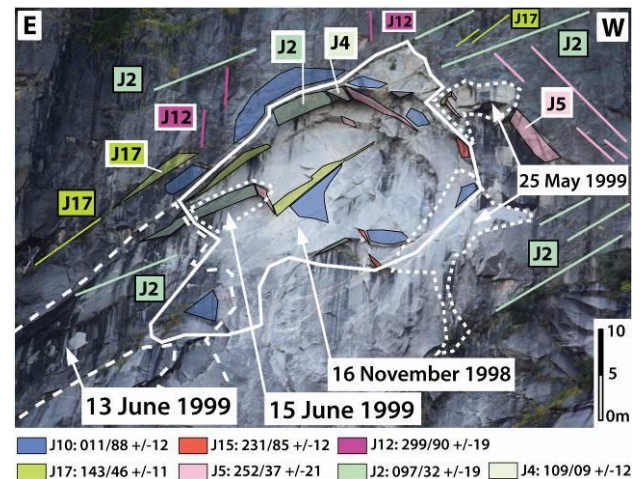 E
J12
J17
W
J2
J4
J2
J2
J12
J5
J17
25 May 1999
J17
J2
J2
16 November 1998
13 June 1999
15 June 1999
10
5
0m
J10: 011/88 +/-12
J15: 231/85 +/-12
J12: 299/90 +/-19
J17: 143/46 +/-11
J5: 252/37 +/-21
J2: 097/32 +/-19
J4: 109/09 +/-12